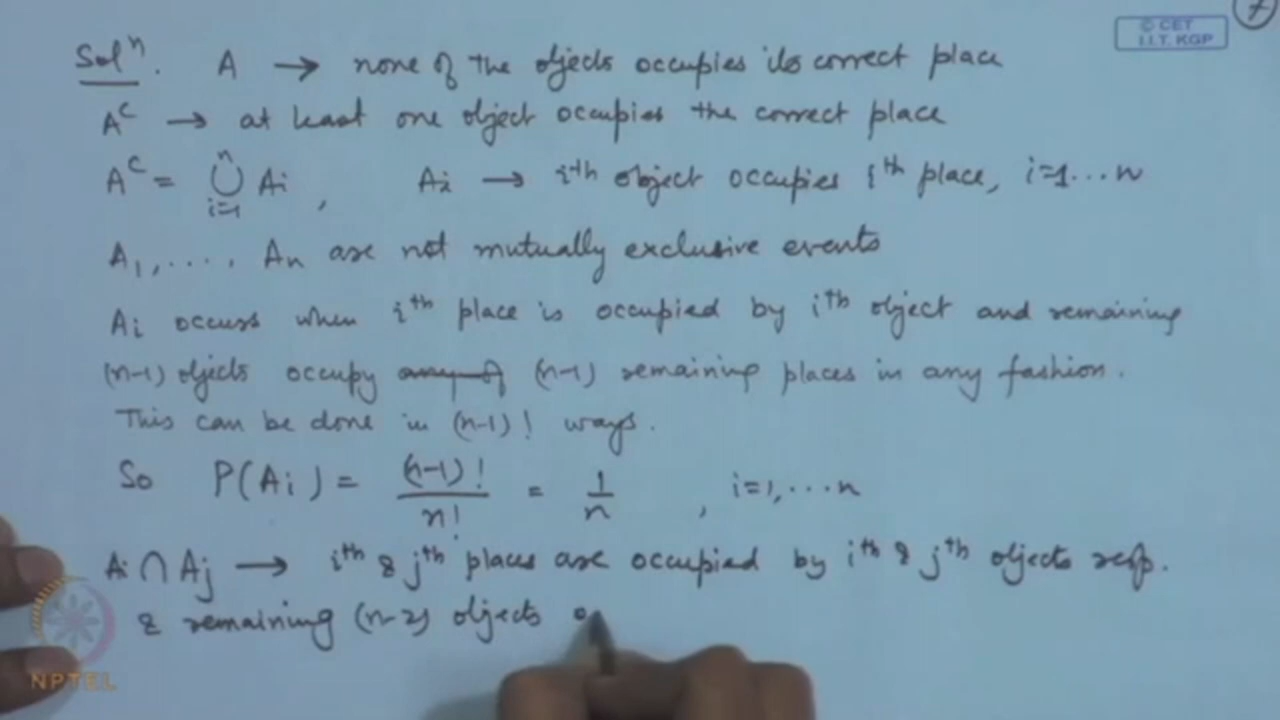 7
© CET
I.I.T. KGP
Solⁿ. A → none of the objects occupies its correct place
Aᶜ → at least one object occupies the correct place
Aᶜ = ⋃ᵢ₌₁ⁿ Ai , Ai → iᵗʰ object occupies iᵗʰ place, i=1...n
A₁, ...., An are not mutually exclusive events
Ai occurs when iᵗʰ place is occupied by iᵗʰ object and remaining
(n-1) objects occupy ~~any of~~ (n-1) remaining places in any fashion.
This can be done in (n-1)! ways.
So P(Ai) = (n-1)!/n! = 1/n , i=1,...n
Ai ∩ Aj → iᵗʰ & jᵗʰ places are occupied by iᵗʰ & jᵗʰ objects resp.
& remaining (n-2) objects o
NPTEL